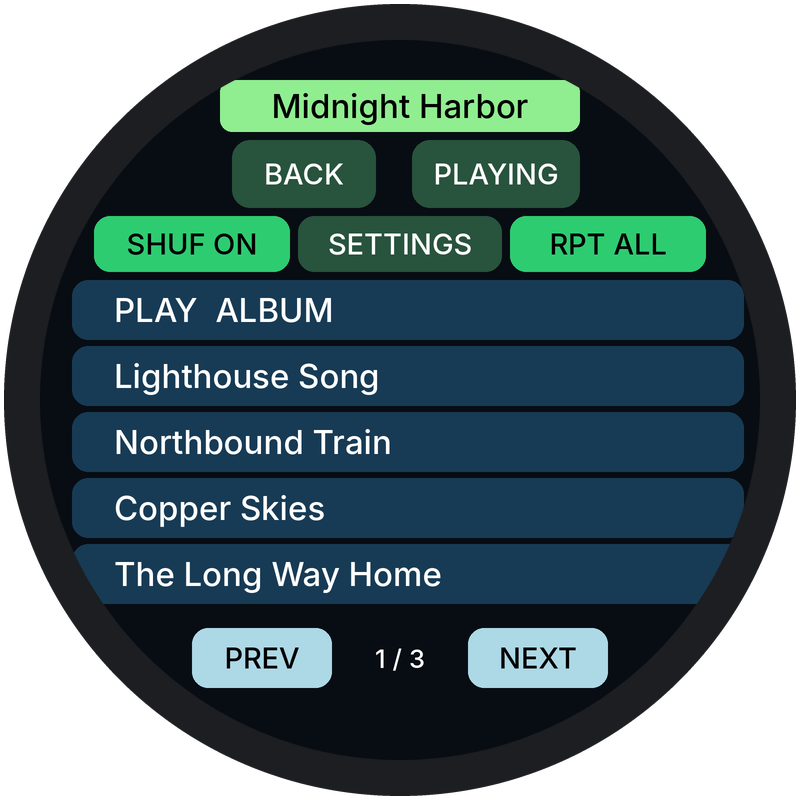 Midnight Harbor
BACK PLAYING
SHUF ON SETTINGS RPT ALL
PLAY ALBUM
Lighthouse Song
Northbound Train
Copper Skies
The Long Way Home
PREV 1 / 3 NEXT